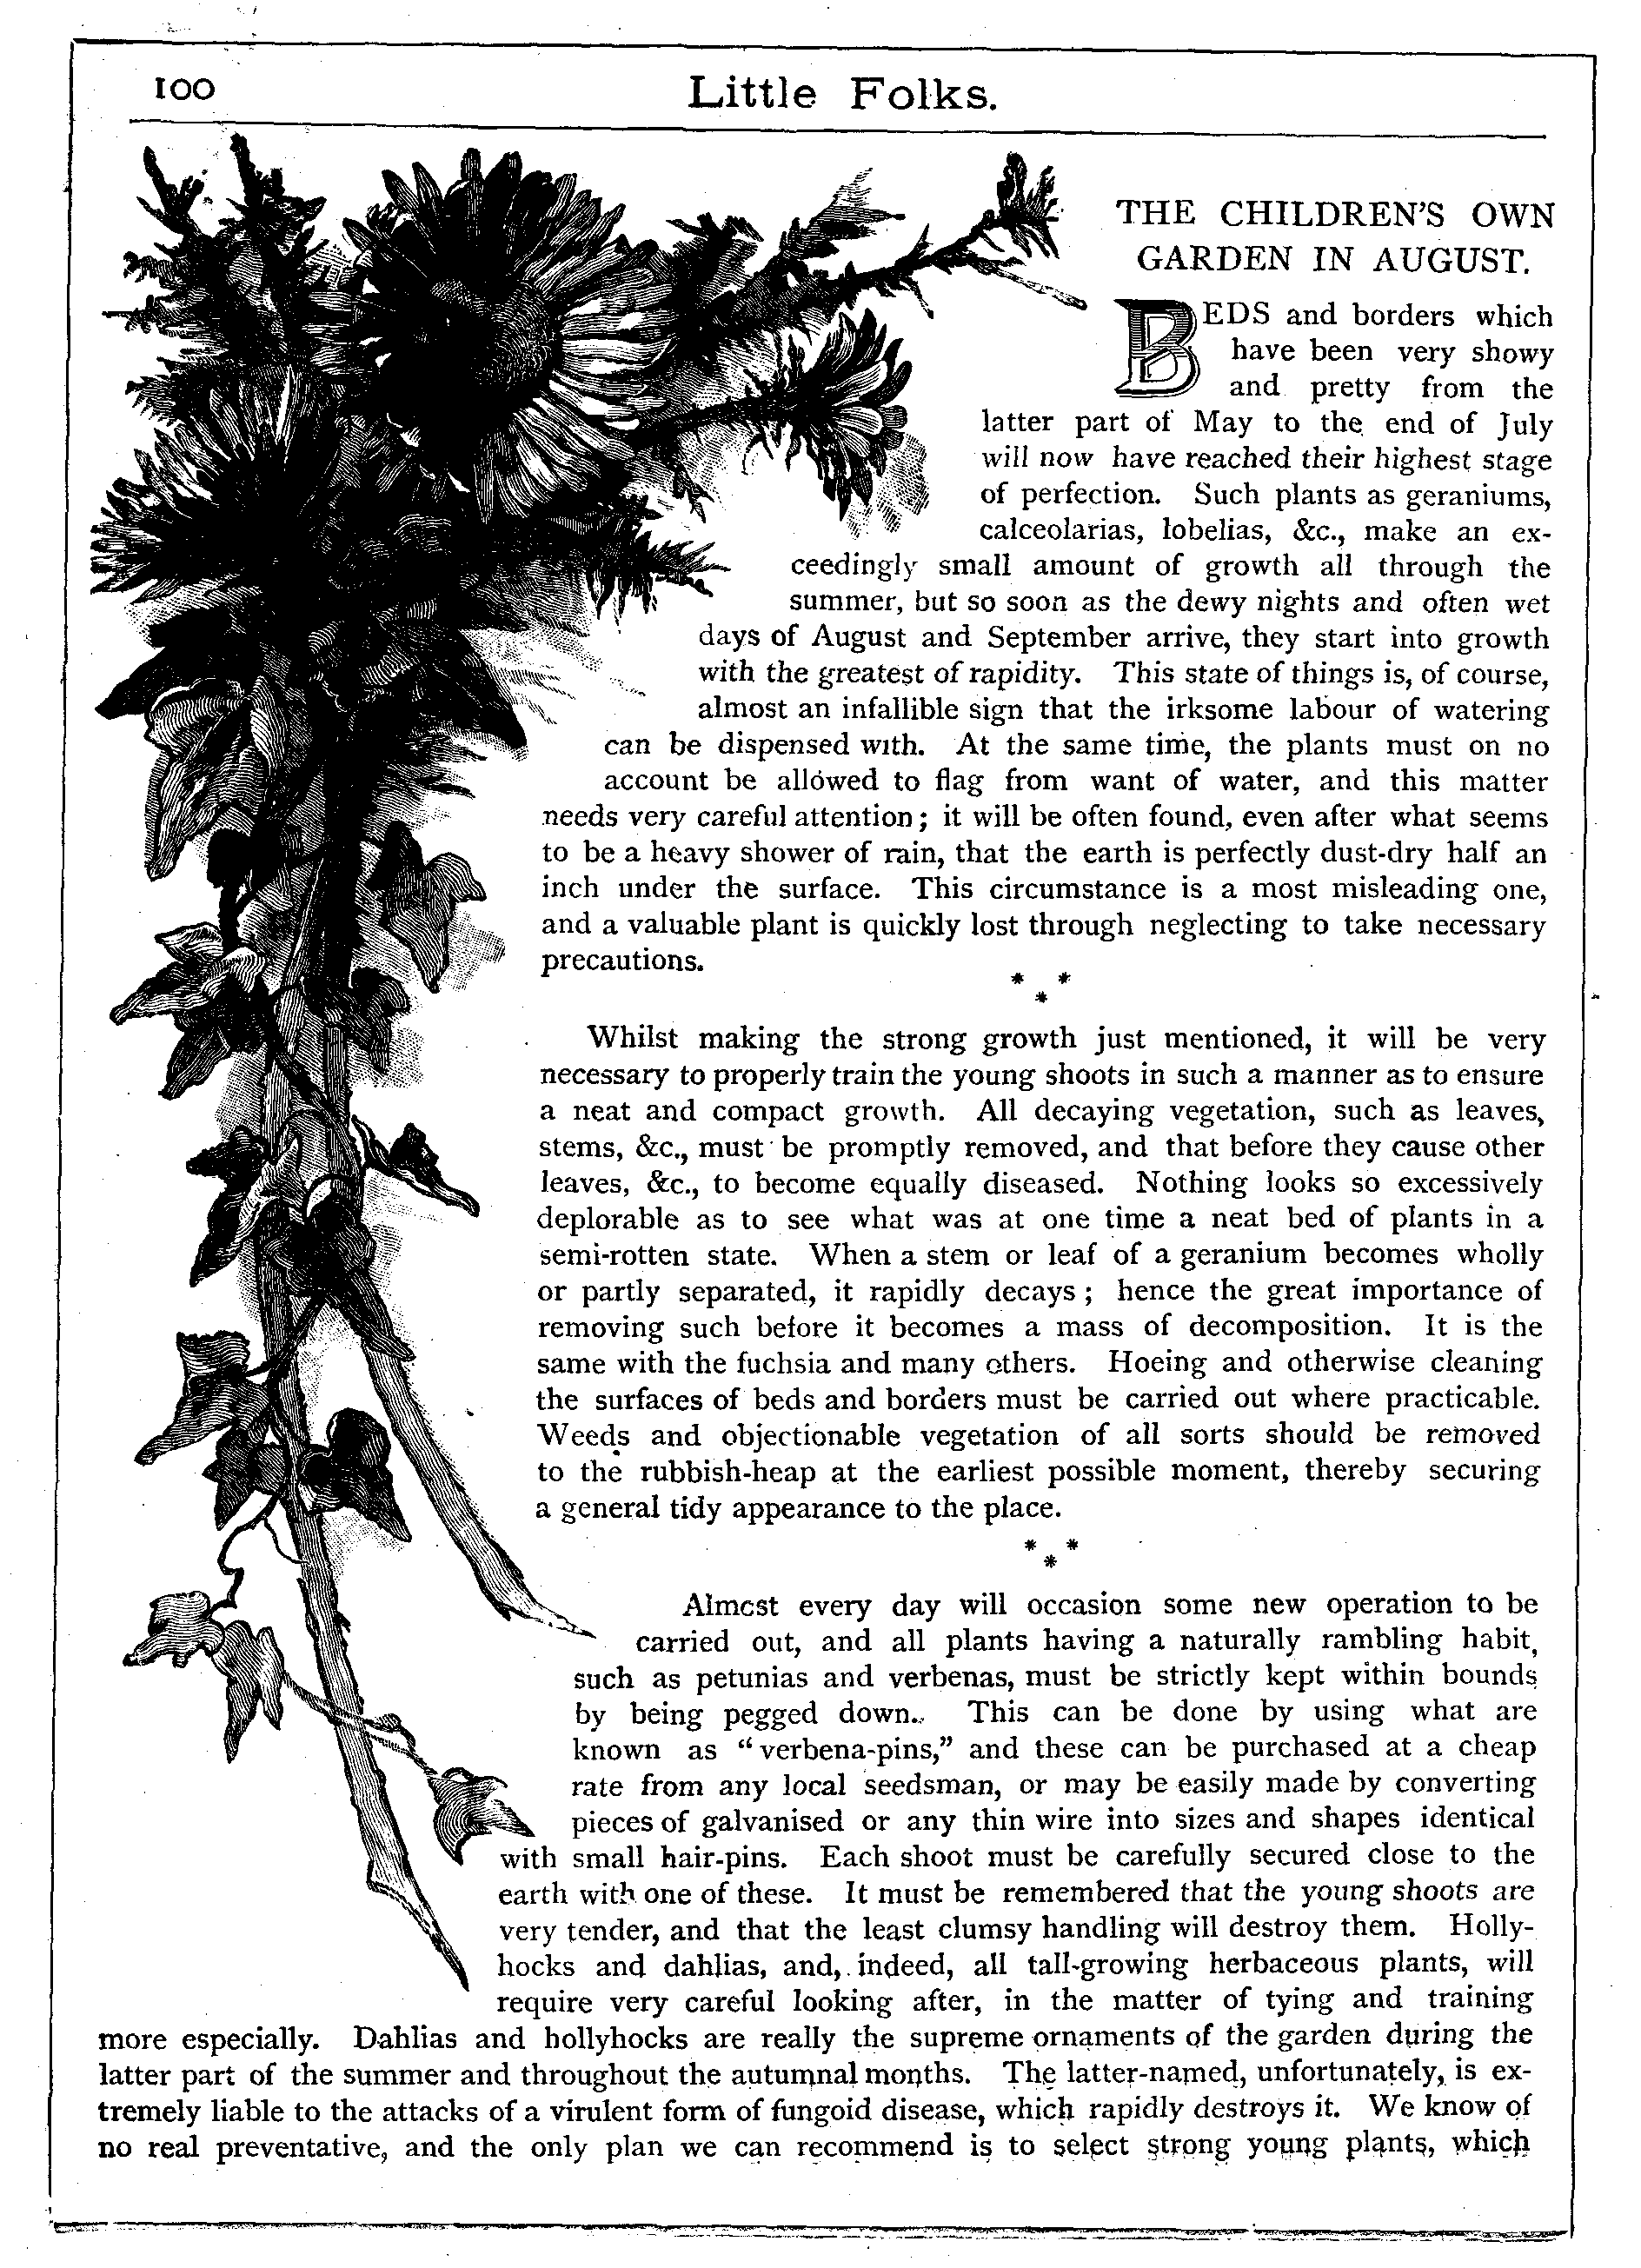 100
Little Folks.
THE CHILDREN'S OWN
GARDEN IN AUGUST.
BEDS and borders which
have been very showy
and pretty from the
latter part of May to the end of July
will now have reached their highest stage
of perfection. Such plants as geraniums,
calceolarias, lobelias, &c., make an ex-
ceedingly small amount of growth all through the
summer, but so soon as the dewy nights and often wet
days of August and September arrive, they start into growth
with the greatest of rapidity. This state of things is, of course,
almost an infallible sign that the irksome labour of watering
can be dispensed with. At the same time, the plants must on no
account be allowed to flag from want of water, and this matter
needs very careful attention; it will be often found, even after what seems
to be a heavy shower of rain, that the earth is perfectly dust-dry half an
inch under the surface. This circumstance is a most misleading one,
and a valuable plant is quickly lost through neglecting to take necessary
precautions.
* * *
Whilst making the strong growth just mentioned, it will be very
necessary to properly train the young shoots in such a manner as to ensure
a neat and compact growth. All decaying vegetation, such as leaves,
stems, &c., must be promptly removed, and that before they cause other
leaves, &c., to become equally diseased. Nothing looks so excessively
deplorable as to see what was at one time a neat bed of plants in a
semi-rotten state. When a stem or leaf of a geranium becomes wholly
or partly separated, it rapidly decays; hence the great importance of
removing such before it becomes a mass of decomposition. It is the
same with the fuchsia and many others. Hoeing and otherwise cleaning
the surfaces of beds and borders must be carried out where practicable.
Weeds and objectionable vegetation of all sorts should be removed
to the rubbish-heap at the earliest possible moment, thereby securing
a general tidy appearance to the place.
* * *
Almost every day will occasion some new operation to be
carried out, and all plants having a naturally rambling habit,
such as petunias and verbenas, must be strictly kept within bounds
by being pegged down. This can be done by using what are
known as "verbena-pins," and these can be purchased at a cheap
rate from any local seedsman, or may be easily made by converting
pieces of galvanised or any thin wire into sizes and shapes identical
with small hair-pins. Each shoot must be carefully secured close to the
earth with one of these. It must be remembered that the young shoots are
very tender, and that the least clumsy handling will destroy them. Holly-
hocks and dahlias, and, indeed, all tall-growing herbaceous plants, will
require very careful looking after, in the matter of tying and training
more especially. Dahlias and hollyhocks are really the supreme ornaments of the garden during the
latter part of the summer and throughout the autumnal months. The latter-named, unfortunately, is ex-
tremely liable to the attacks of a virulent form of fungoid disease, which rapidly destroys it. We know of
no real preventative, and the only plan we can recommend is to select strong young plants, which